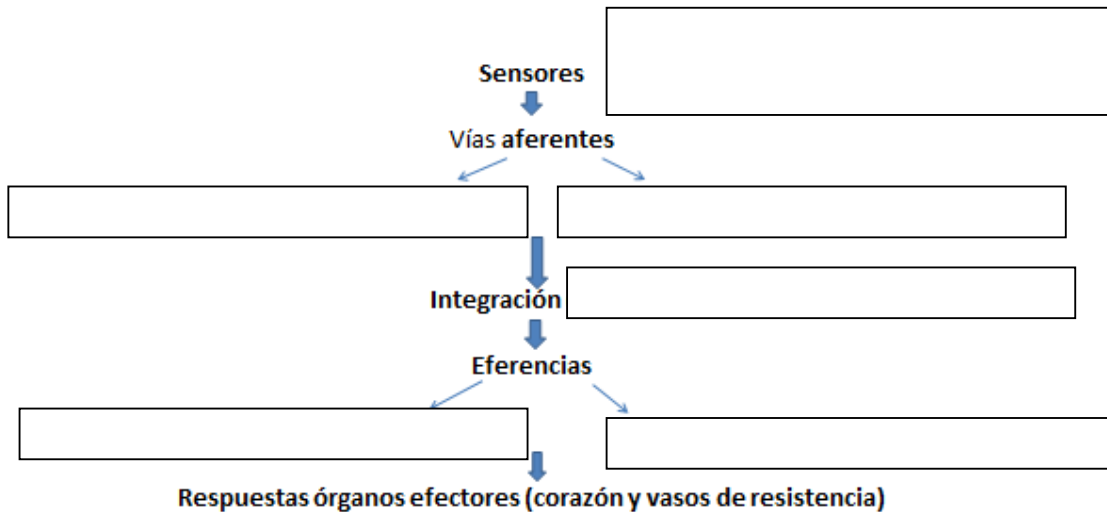 Sensores
Vías aferentes
Integración
Eferencias
Respuestas órganos efectores (corazón y vasos de resistencia)